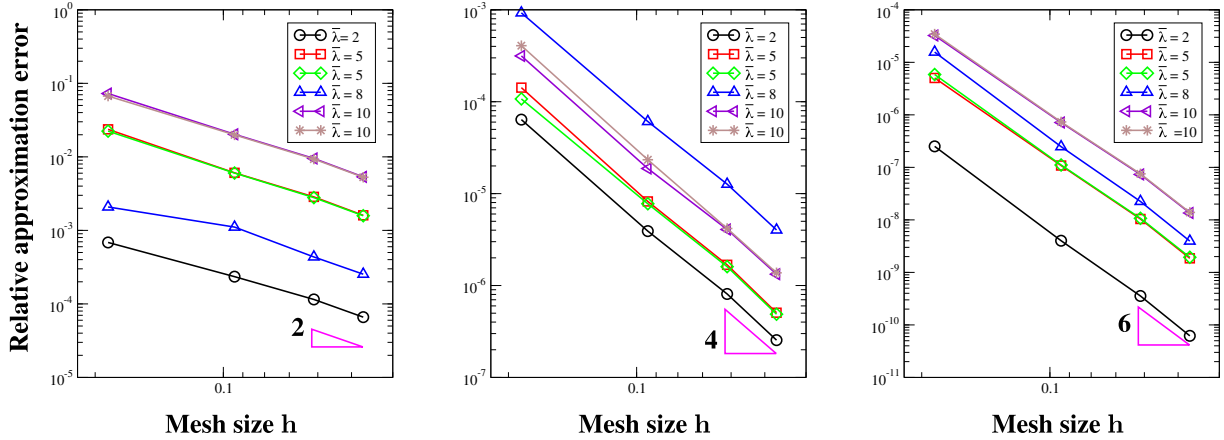 Relative approximation error
10^0
10^-1
10^-2
10^-3
10^-4
10^-5
0.1
Mesh size h
λ̄ = 2
λ̄ = 5
λ̄ = 5
λ̄ = 8
λ̄ = 10
λ̄ = 10
2
10^-3
10^-4
10^-5
10^-6
10^-7
0.1
Mesh size h
λ̄ = 2
λ̄ = 5
λ̄ = 5
λ̄ = 8
λ̄ = 10
λ̄ = 10
4
10^-4
10^-5
10^-6
10^-7
10^-8
10^-9
10^-10
10^-11
0.1
Mesh size h
λ̄ = 2
λ̄ = 5
λ̄ = 5
λ̄ = 8
λ̄ = 10
λ̄ =10
6